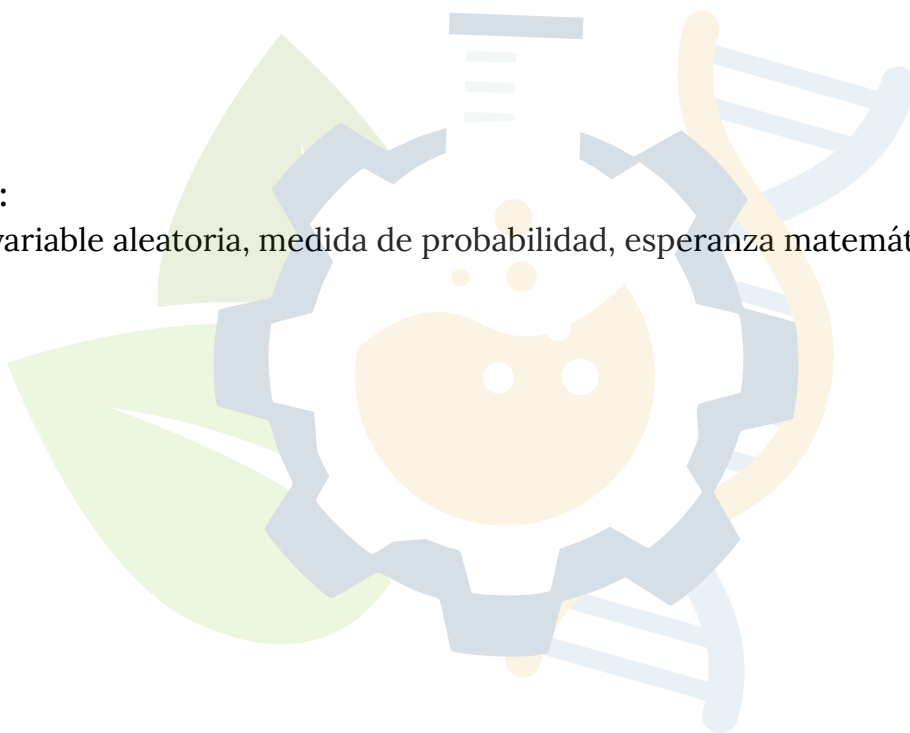 :
variable aleatoria, medida de probabilidad, esperanza matemát